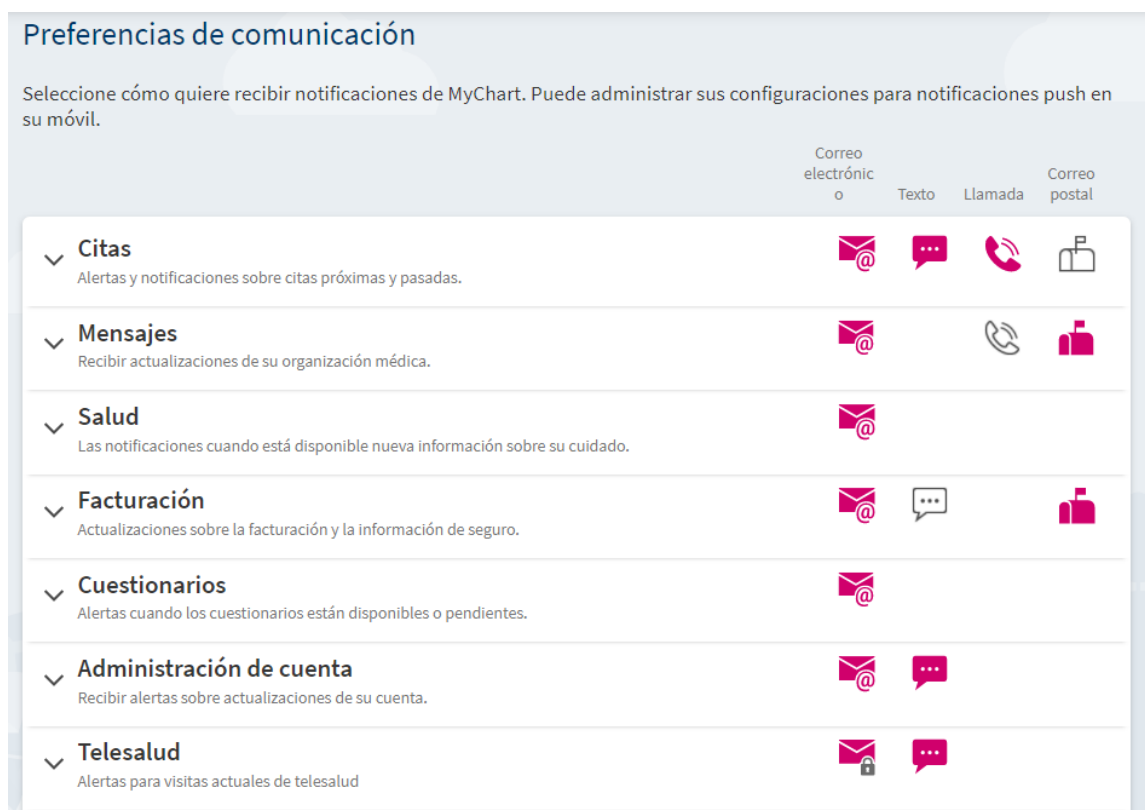 Preferencias de comunicación
Seleccione cómo quiere recibir notificaciones de MyChart. Puede administrar sus configuraciones para notificaciones push en
su móvil.
Correo
electrónic
o
Texto
Llamada
Correo
postal
Citas
Alertas y notificaciones sobre citas próximas y pasadas.
Mensajes
Recibir actualizaciones de su organización médica.
Salud
Las notificaciones cuando está disponible nueva información sobre su cuidado.
Facturación
Actualizaciones sobre la facturación y la información de seguro.
Cuestionarios
Alertas cuando los cuestionarios están disponibles o pendientes.
Administración de cuenta
Recibir alertas sobre actualizaciones de su cuenta.
Telesalud
Alertas para visitas actuales de telesalud